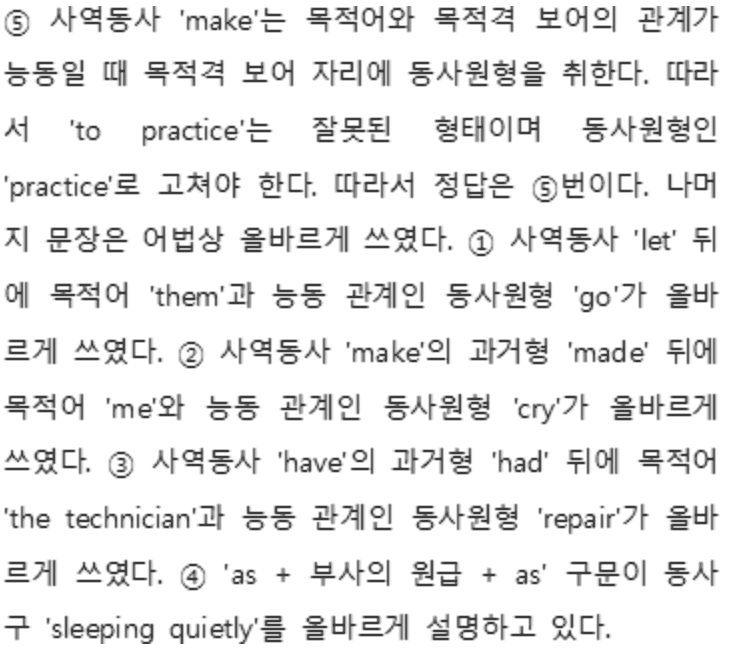 ⑤ 사역동사 'make'는 목적어와 목적격 보어의 관계가
능동일 때 목적격 보어 자리에 동사원형을 취한다. 따라
서 'to practice'는 잘못된 형태이며 동사원형인
'practice'로 고쳐야 한다. 따라서 정답은 ⑤번이다. 나머
지 문장은 어법상 올바르게 쓰였다. ① 사역동사 'let' 뒤
에 목적어 'them'과 능동 관계인 동사원형 'go'가 올바
르게 쓰였다. ② 사역동사 'make'의 과거형 'made' 뒤에
목적어 'me'와 능동 관계인 동사원형 'cry'가 올바르게
쓰였다. ③ 사역동사 'have'의 과거형 'had' 뒤에 목적어
'the technician'과 능동 관계인 동사원형 'repair'가 올바
르게 쓰였다. ④ 'as + 부사의 원급 + as' 구문이 동사
구 'sleeping quietly'를 올바르게 설명하고 있다.